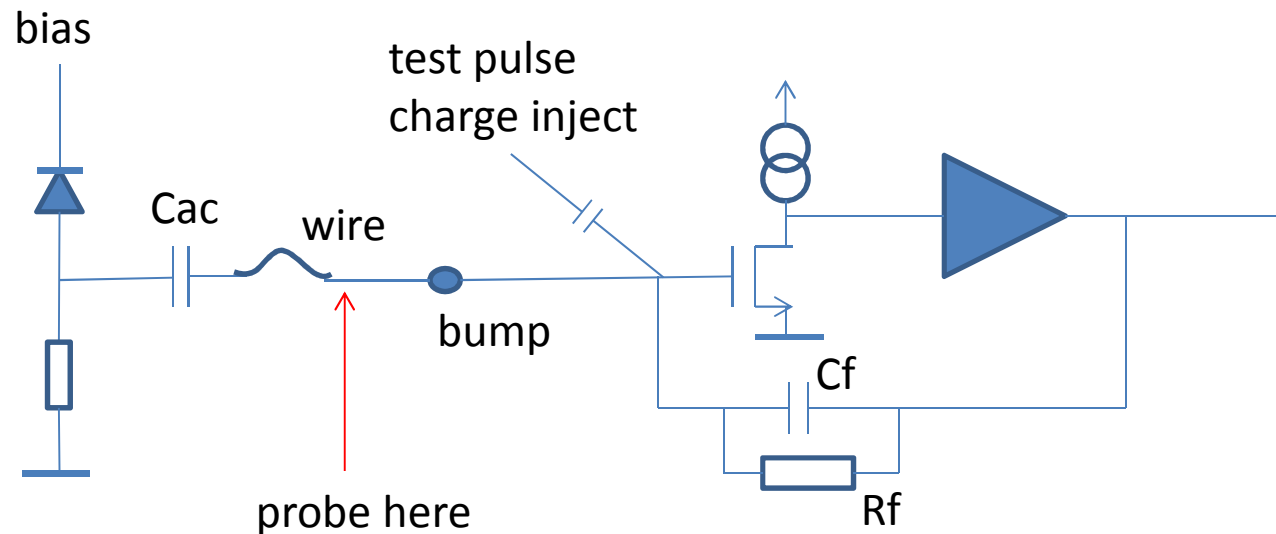 bias
test pulse
charge inject
Cac
wire
bump
Cf
probe here
Rf